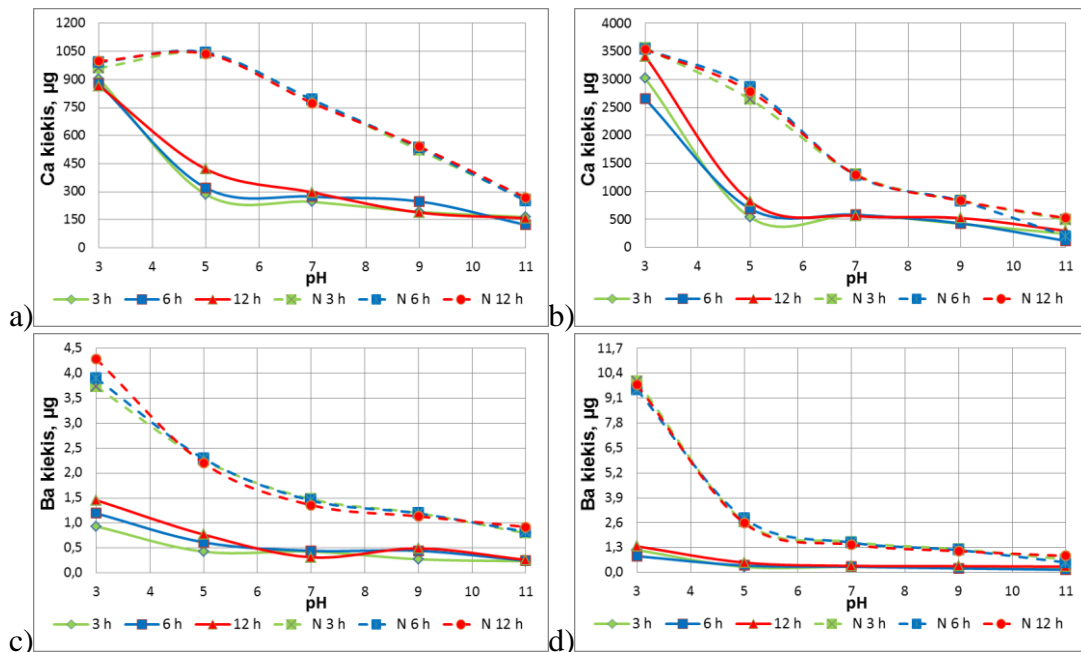 1200
1050
900
750
600
450
300
150
0
Ca kiekis, µg
3 4 5 6 7 8 9 10 11
pH
3 h 6 h 12 h N 3 h N 6 h N 12 h
a)
4000
3500
3000
2500
2000
1500
1000
500
0
Ca kiekis, µg
3 4 5 6 7 8 9 10 11
pH
3 h 6 h 12 h N 3 h N 6 h N 12 h
b)
4,5
4,0
3,5
3,0
2,5
2,0
1,5
1,0
0,5
0,0
Ba kiekis, µg
3 4 5 6 7 8 9 10 11
pH
3 h 6 h 12 h N 3 h N 6 h N 12 h
c)
11,7
10,4
9,1
7,8
6,5
5,2
3,9
2,6
1,3
0,0
Ba kiekis, µg
3 4 5 6 7 8 9 10 11
pH
3 h 6 h 12 h N 3 h N 6 h N 12 h
d)